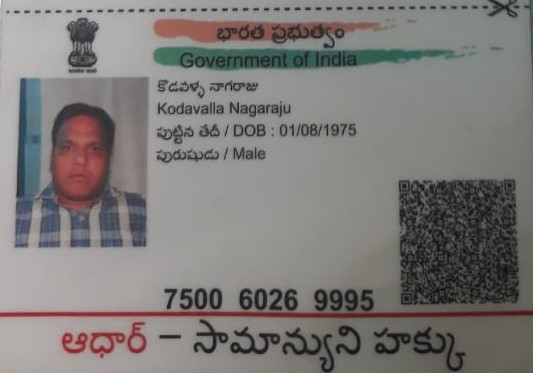 భారత ప్రభుత్వం
Government of India
కొడవళ్ళ నాగరాజు
Kodavalla Nagaraju
పుట్టిన తేదీ / DOB : 01/08/1975
పురుషుడు / Male
7500 6026 9995
ఆధార్ – సామాన్యుని హక్కు